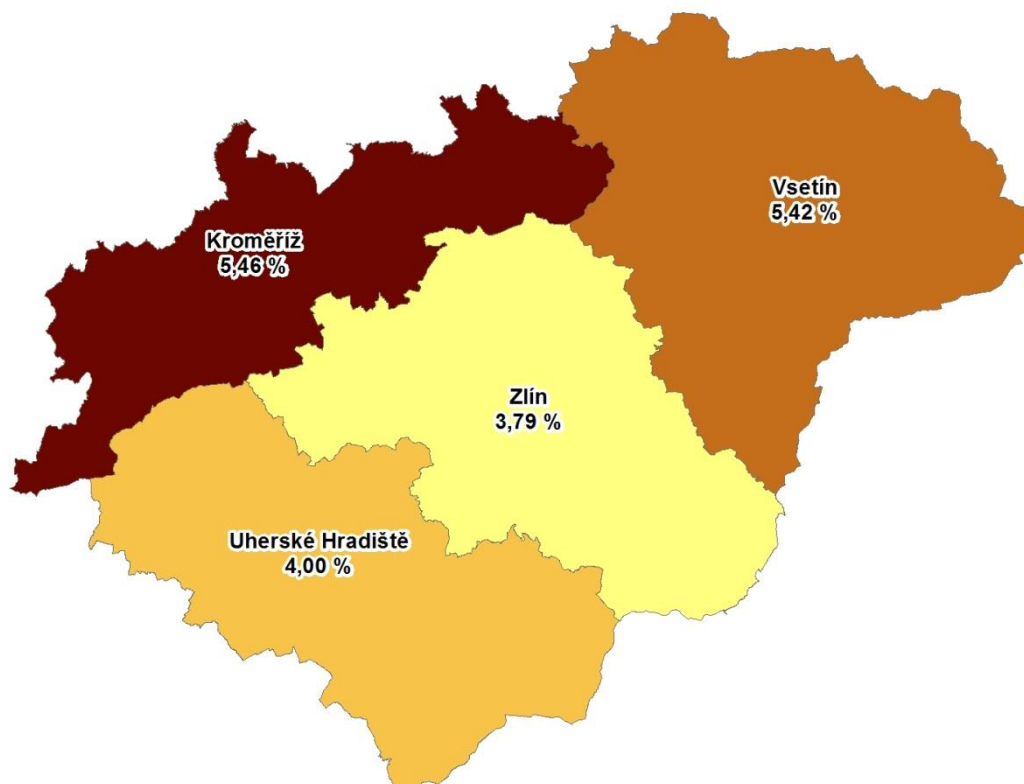 Vsetín
5,42 %
Kroměříž
5,46 %
Zlín
3,79 %
Uherské Hradiště
4,00 %